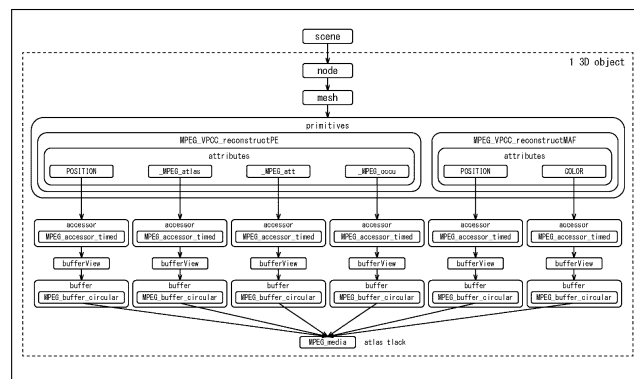 scene
1 3D object
node
mesh
primitives
MPEG_VPCC_reconstructPE
MPEG_VPCC_reconstructMAF
attributes
attributes
POSITION
_MPEG_atlas
_MPEG_att
_MPEG_occu
POSITION
COLOR
accessor
accessor
accessor
accessor
accessor
accessor
MPEG_accessor_timed
MPEG_accessor_timed
MPEG_accessor_timed
MPEG_accessor_timed
MPEG_accessor_timed
MPEG_accessor_timed
bufferView
bufferView
bufferView
bufferView
bufferView
bufferView
buffer
buffer
buffer
buffer
buffer
buffer
MPEG_buffer_circular
MPEG_buffer_circular
MPEG_buffer_circular
MPEG_buffer_circular
MPEG_buffer_circular
MPEG_buffer_circular
MPEG_media
atlas tlack